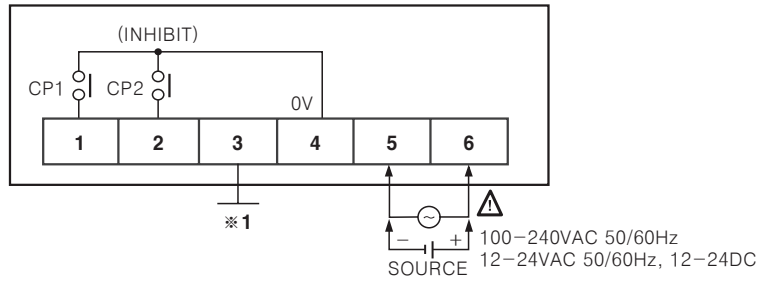 (INHIBIT)
CP1 CP2
0V
1 2 3 4 5 6
※1
− +
SOURCE
100−240VAC 50/60Hz
12−24VAC 50/60Hz, 12−24DC